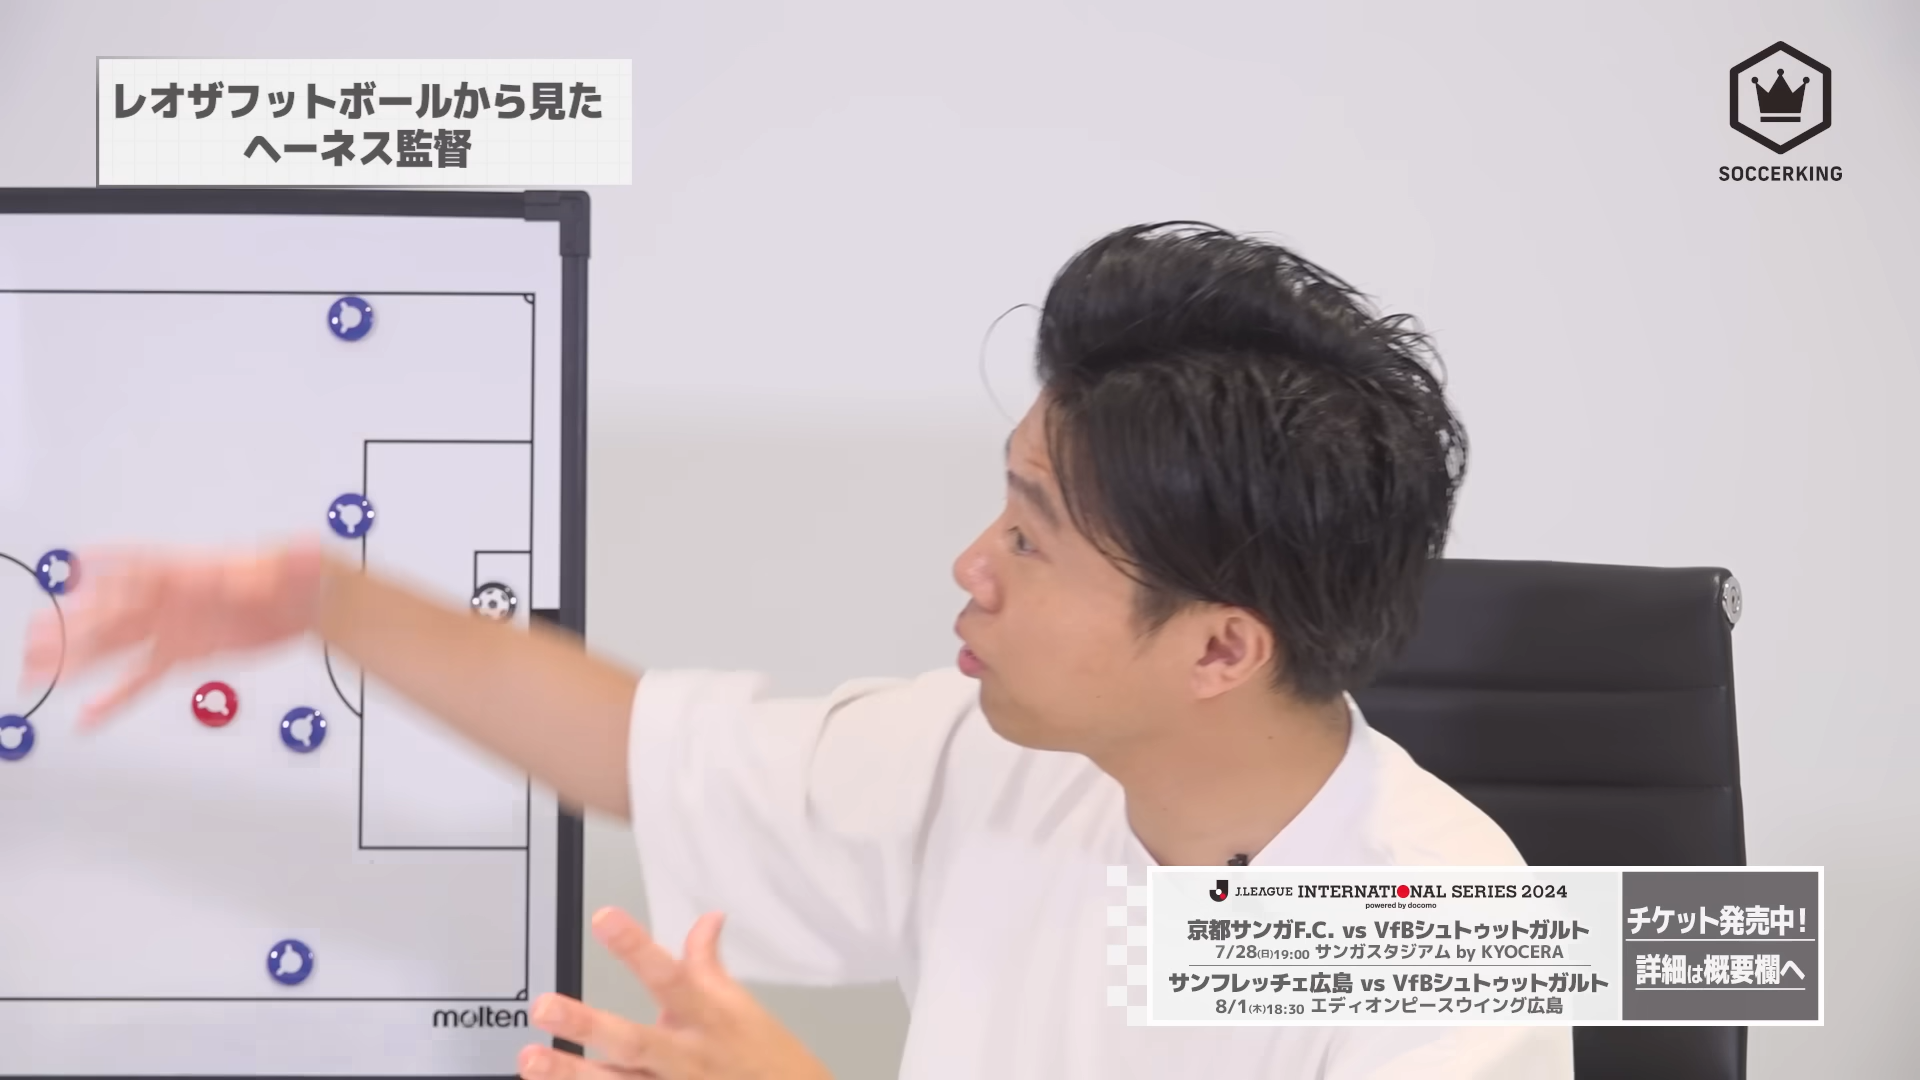 レオザフットボールから見た
ヘーネス監督
SOCCERKING
molten
J.LEAGUE INTERNATIONAL SERIES 2024
powered by docomo
京都サンガF.C. vs VfBシュトゥットガルト
7/28(日)19:00 サンガスタジアム by KYOCERA
サンフレッチェ広島 vs VfBシュトゥットガルト
8/1(木)18:30 エディオンピースウイング広島
チケット発売中!
詳細は概要欄へ